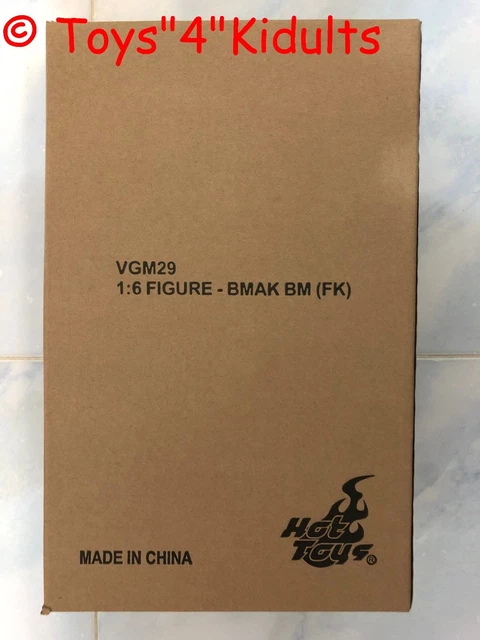 © Toys"4"Kidults
VGM29
1:6 FIGURE - BMAK BM (FK)
Hot
Toys®
MADE IN CHINA